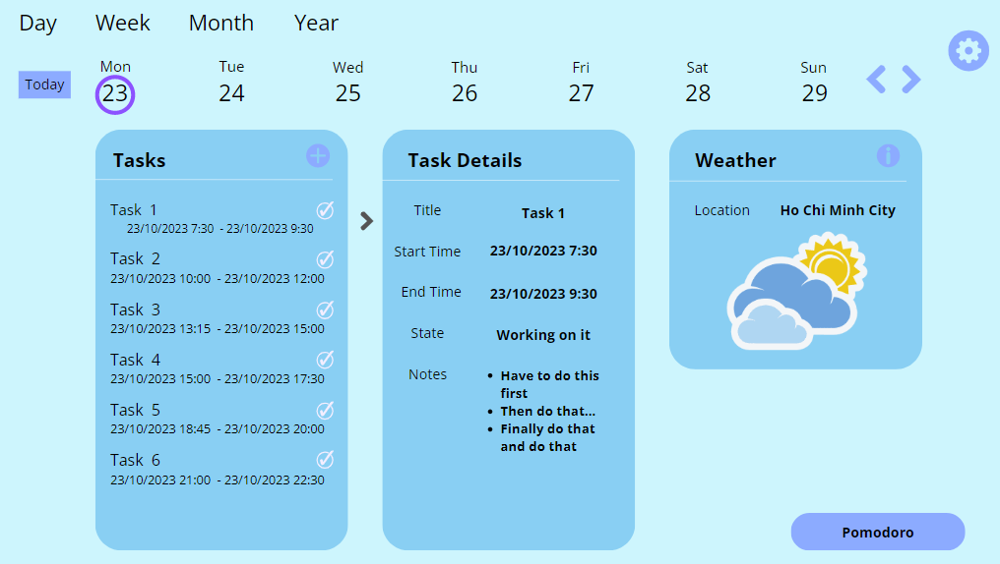 Day Week Month Year
Today
Mon Tue Wed Thu Fri Sat Sun
23 24 25 26 27 28 29
Tasks
Task 1
23/10/2023 7:30 - 23/10/2023 9:30
Task 2
23/10/2023 10:00 - 23/10/2023 12:00
Task 3
23/10/2023 13:15 - 23/10/2023 15:00
Task 4
23/10/2023 15:00 - 23/10/2023 17:30
Task 5
23/10/2023 18:45 - 23/10/2023 20:00
Task 6
23/10/2023 21:00 - 23/10/2023 22:30
Task Details
Title Task 1
Start Time 23/10/2023 7:30
End Time 23/10/2023 9:30
State Working on it
Notes • Have to do this
first
• Then do that...
• Finally do that
and do that
Weather
Location Ho Chi Minh City
Pomodoro